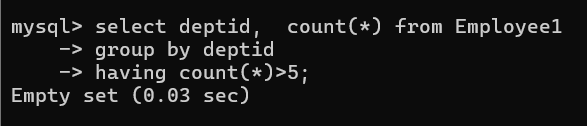 mysql> select deptid,  count(*) from Employee1
    -> group by deptid
    -> having count(*)>5;
Empty set (0.03 sec)